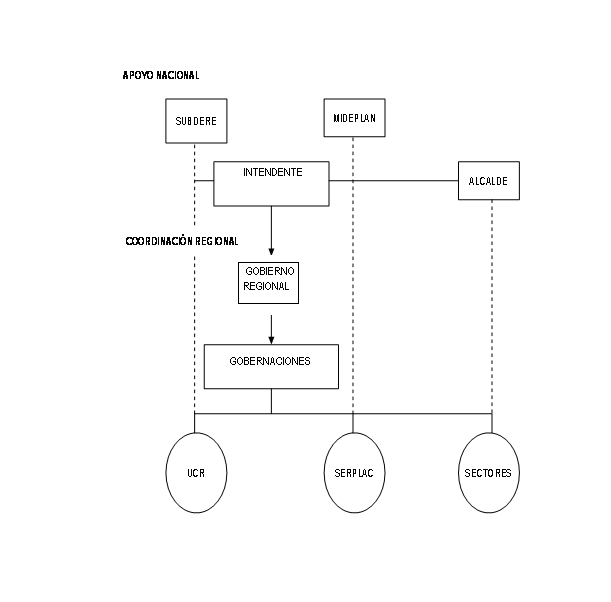 APOYO NACIONAL
SUBDERE
MIDEPLAN
INTENDENTE
ALCALDE
COORDINACIÓN REGIONAL
GOBIERNO
REGIONAL
GOBERNACIONES
UCR
SERPLAC
SECTORES